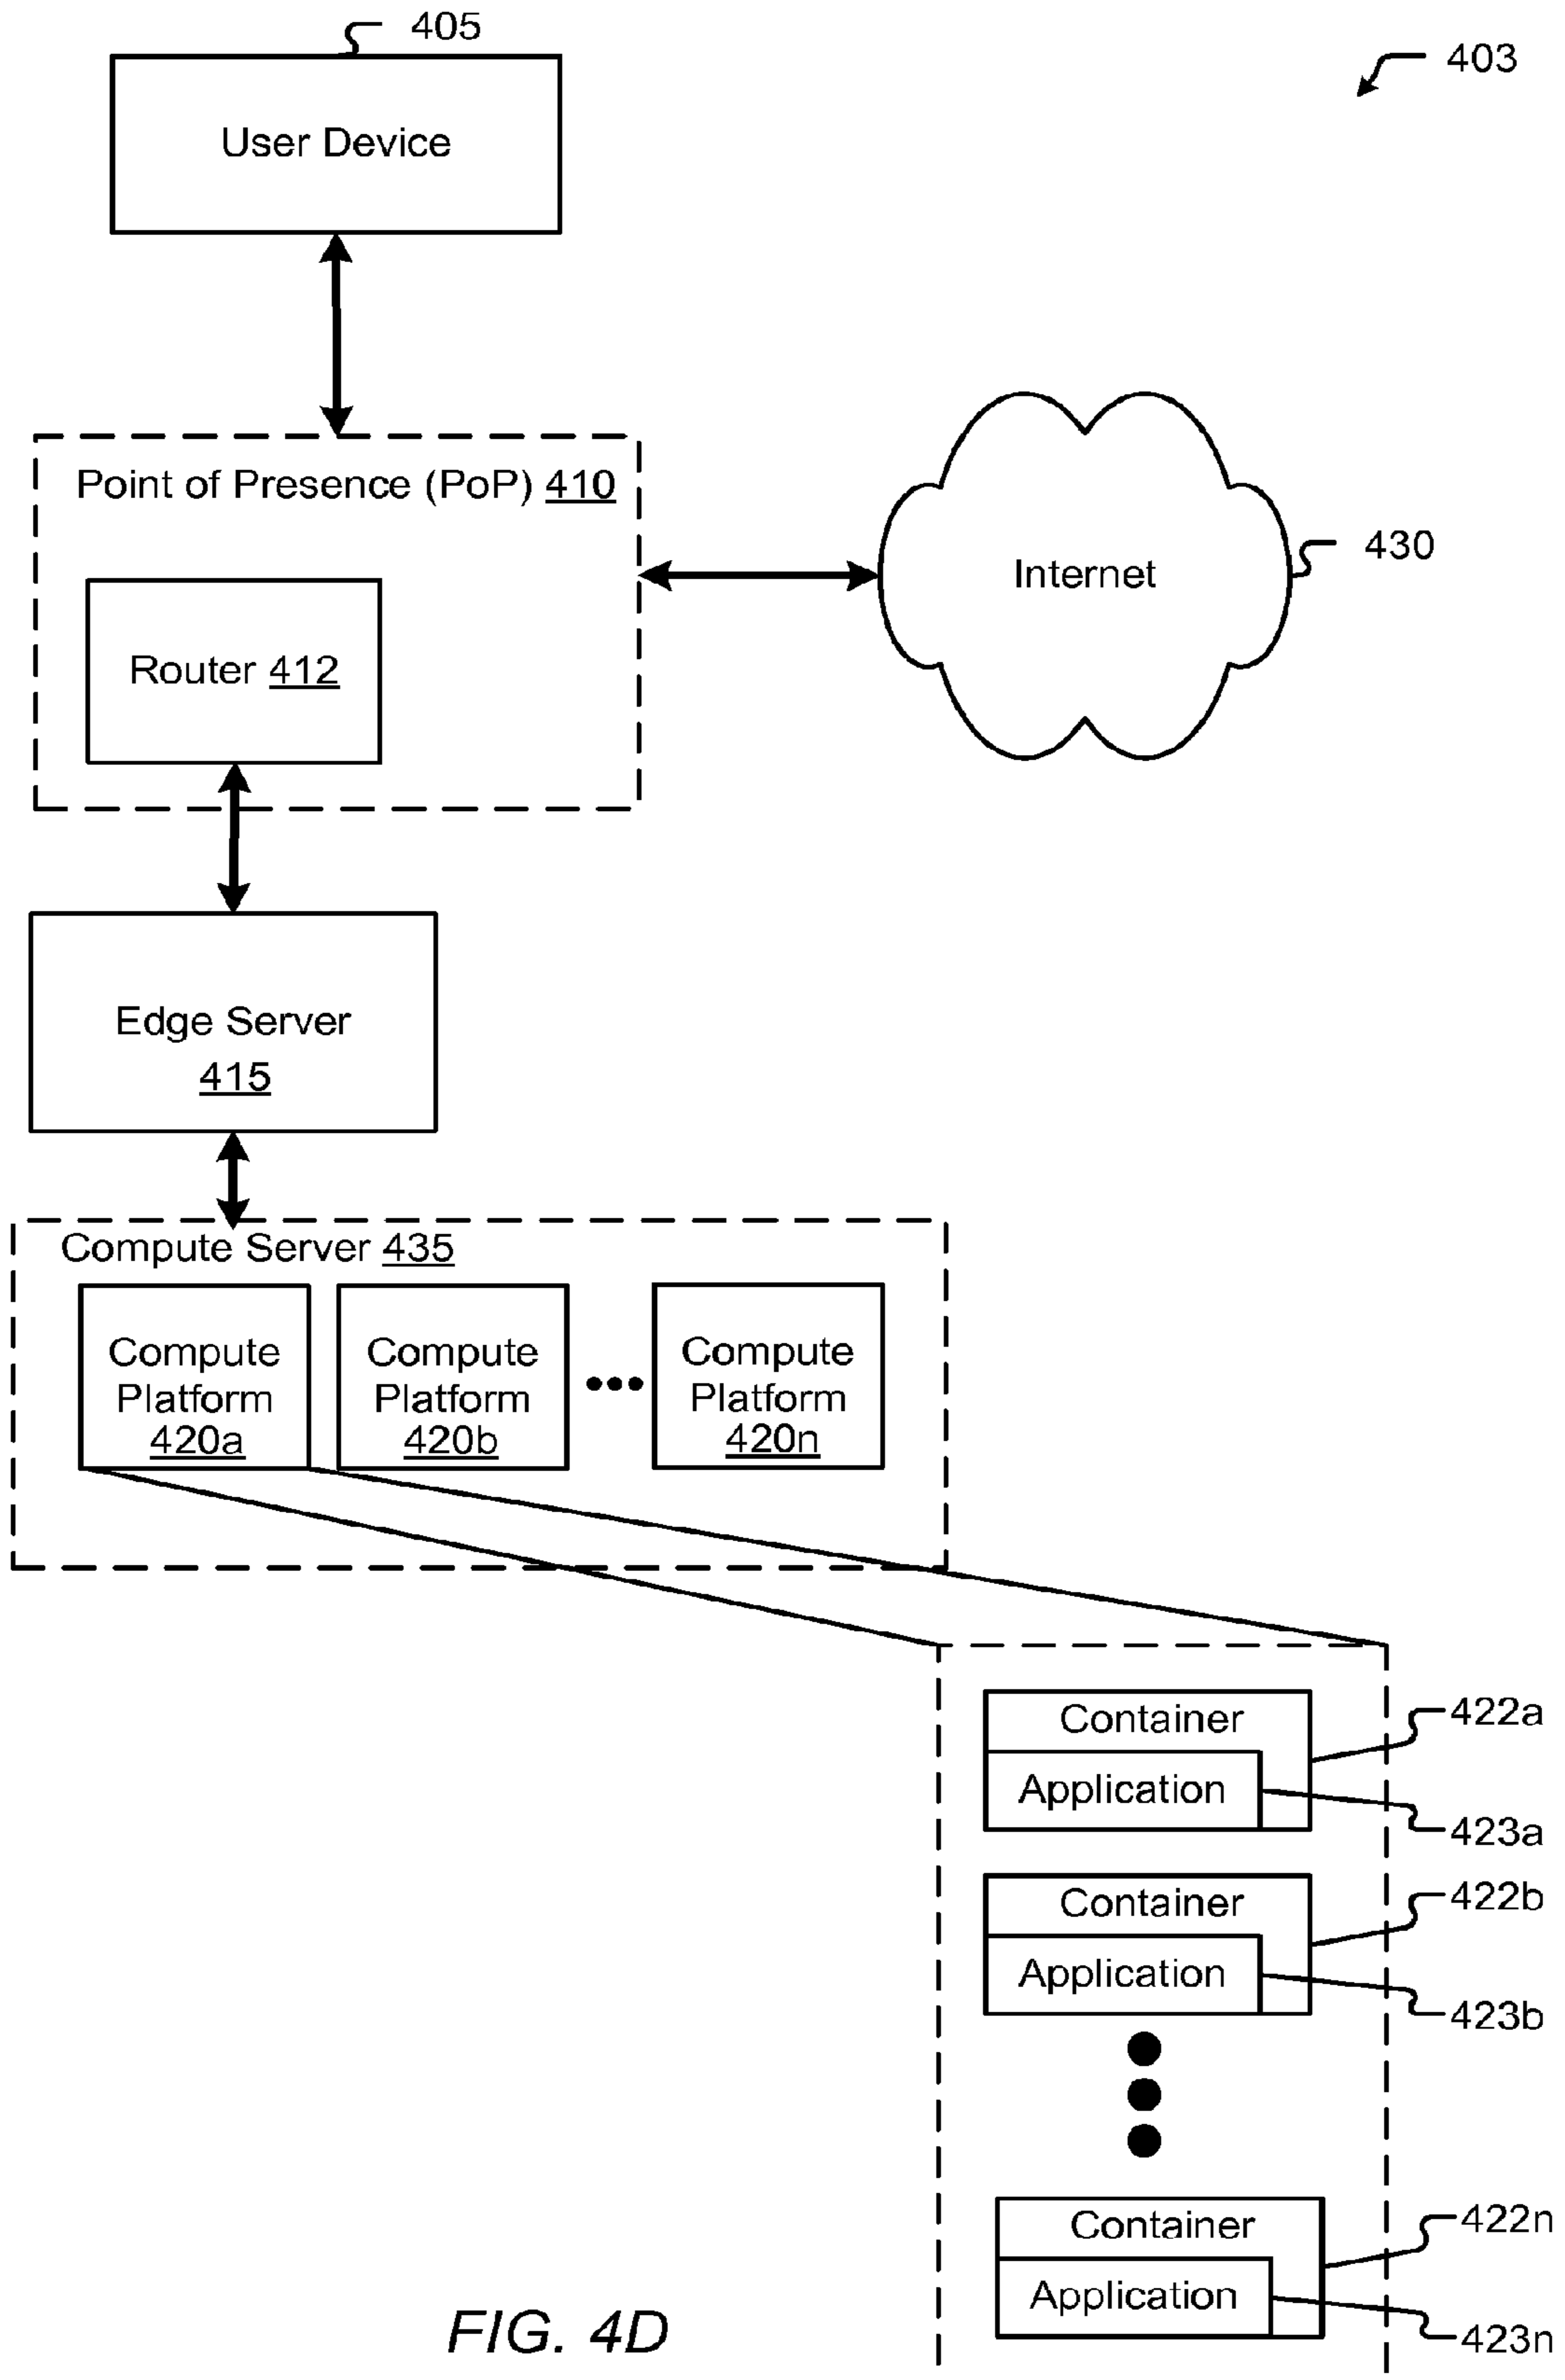 405
403
User Device
Point of Presence (PoP) 410
Internet
430
Router 412
Edge Server
415
Compute Server 435
Compute
Platform
420a
Compute
Platform
420b
Compute
Platform
420n
Container
422a
Application
423a
Container
422b
Application
423b
Container
422n
Application
423n
FIG. 4D